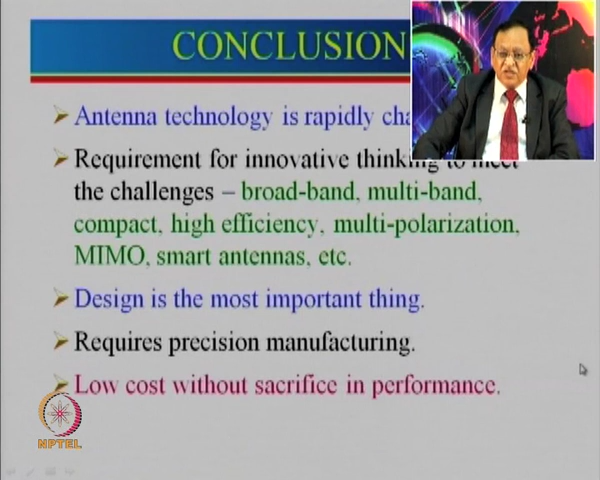 CONCLUSION
Antenna technology is rapidly
Requirement for innovative thinking to meet
the challenges – broad-band, multi-band,
compact, high efficiency, multi-polarization,
MIMO, smart antennas, etc.
Design is the most important thing.
Requires precision manufacturing.
Low cost without sacrifice in performance.
NPTEL